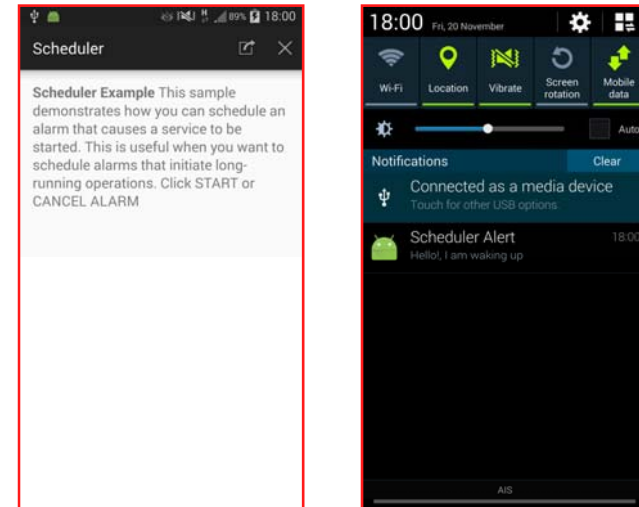 89% 18:00
Scheduler
Scheduler Example This sample
demonstrates how you can schedule an
alarm that causes a service to be
started. This is useful when you want to
schedule alarms that initiate long-
running operations. Click START or
CANCEL ALARM
18:00 Fri, 20 November
Wi-Fi Location Vibrate Screen rotation Mobile data
Auto
Notifications Clear
Connected as a media device
Touch for other USB options
Scheduler Alert 18:00
Hello!, I am waking up
AIS